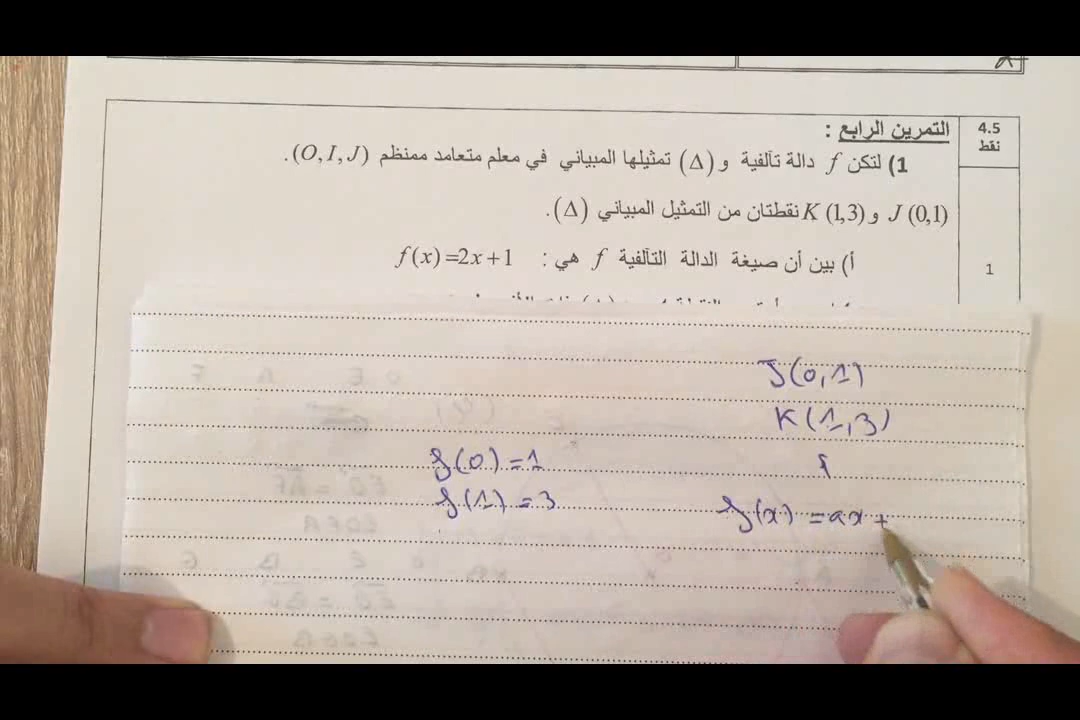 4.5
نقط
التمرين الرابع :
1) لتكن f دالة تآلفية و (Δ) تمثيلها المبياني في معلم متعامد ممنظم (O, I, J).
J (0,1) و K (1,3) نقطتان من التمثيل المبياني (Δ).
أ) بين أن صيغة الدالة التآلفية f هي : f(x)=2x+1
1
J(0,1)
K(1,3)
f(0)=1
f
f(1)=3
f(x)=ax+